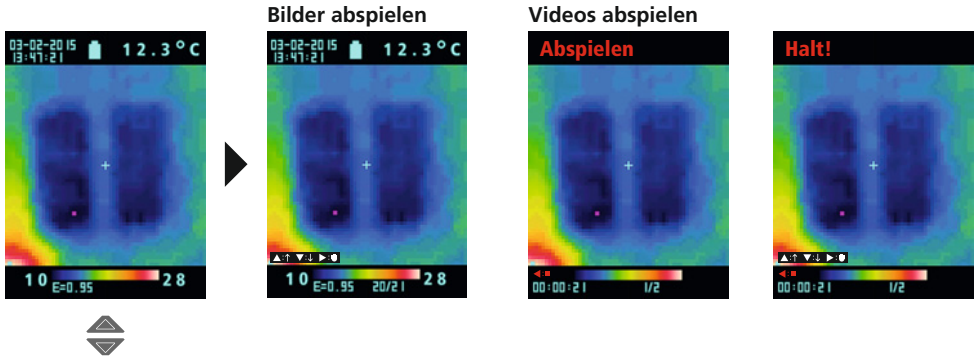 Bilder abspielen
Videos abspielen
03-02-2015
13:47:21
12.3°C
10
28
E=0.95
03-02-2015
13:47:21
12.3°C
▲:↑ ▼:↓ ▶:
10
28
E=0.95
20/21
Abspielen
◀:■
00:00:21
1/2
Halt!
▲:↑ ▼:↓ ▶:
◀:■
00:00:21
1/2